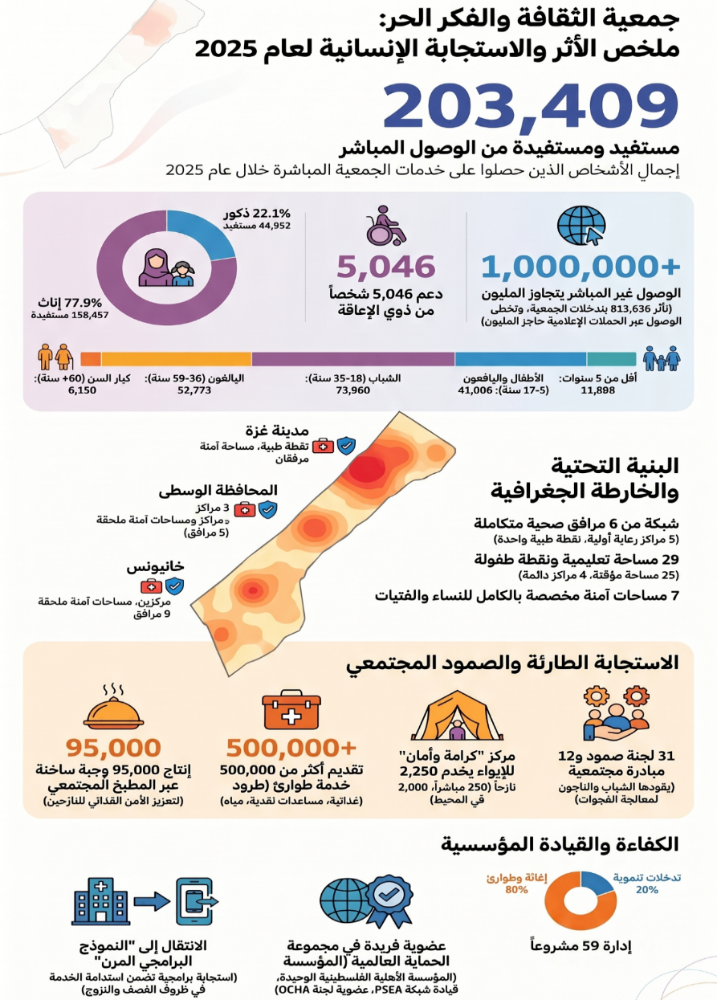 جمعية الثقافة والفكر الحر:
ملخص الأثر والاستجابة الإنسانية لعام 2025
203,409
مستفيد ومستفيدة من الوصول المباشر
إجمالي الأشخاص الذين حصلوا على خدمات الجمعية المباشرة خلال عام 2025
1,000,000+
الوصول غير المباشر يتجاوز المليون
(تأثر 813,636 بتدخلات الجمعية، وتخطى
الوصول عبر الحملات الإعلامية حاجز المليون)
5,046
دعم 5,046 شخصاً
من ذوي الإعاقة
22.1% ذكور
44,952 مستفيد
77.9% إناث
158,457 مستفيدة
أقل من 5 سنوات:
11,898
الأطفال واليافعون
(5-17 سنة): 41,006
الشباب (18-35 سنة):
73,960
اليالغون (36-59 سنة):
52,773
كيار السن (60+ سنة):
6,150
البنية التحتية
والخارطة الجغرافية
شبكة من 6 مرافق صحية متكاملة
(5 مراكز رعاية أولية، نقطة طبية واحدة)
29 مساحة تعليمية ونقطة طفولة
(25 مساحة مؤقتة، 4 مراكز دائمة)
7 مساحات آمنة مخصصة بالكامل للنساء والفتيات
مدينة غزة
تقطة طبية، مساحة آمنة
مرفقان
المحافظة الوسطى
3 مراكز
مراكز ومساحات آمنة ملحقة
(5 مرافق)
خانيونس
مركزين، مساحات آمنة ملحقة
9 مرافق
الاستجابة الطارئة والصمود المجتمعي
31 لجنة صمود و12
مبادرة مجتمعية
(يقودها الشباب والناجون
لمعالجة الفجوات)
مركز "كرامة وأمان"
للإيواء يخدم 2,250
نازحاً (250 مباشراً، 2,000
في المحيط)
500,000+
تقديم أكثر من 500,000
خدمة طوارئ (طرود
غذائية، مساعدات نقدية، مياه)
95,000
إنتاج 95,000 وجبة ساخنة
عبر المطبخ المجتمعي
(لتعزيز الأمن القذائي للنازحين)
الكفاءة والقيادة المؤسسية
تدخلات تنموية
20%
إغاثة وطوارئ
80%
إدارة 59 مشروعاً
عضوية فريدة في مجموعة
الحماية العالمية (المؤسسة
(المؤسسة الأهلية الفلسطينية الوحيدة،
قيادة شبكة PSEA، عضوية لجنة OCHA)
الانتقال إلى "النموذج
البرامجي المرن"
(استجابة برامجية تضمن استدامة الخدمة
في ظروف القصف والنزوح)